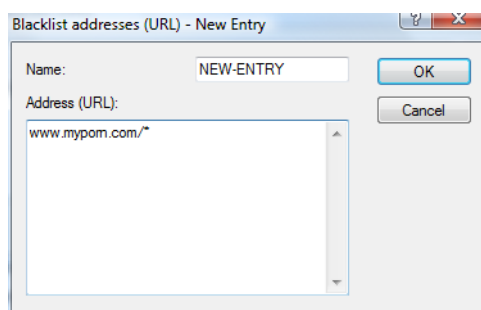 Blacklist addresses (URL) - New Entry
?
X
Name:
NEW-ENTRY
OK
Address (URL):
Cancel
www.myporn.com/*